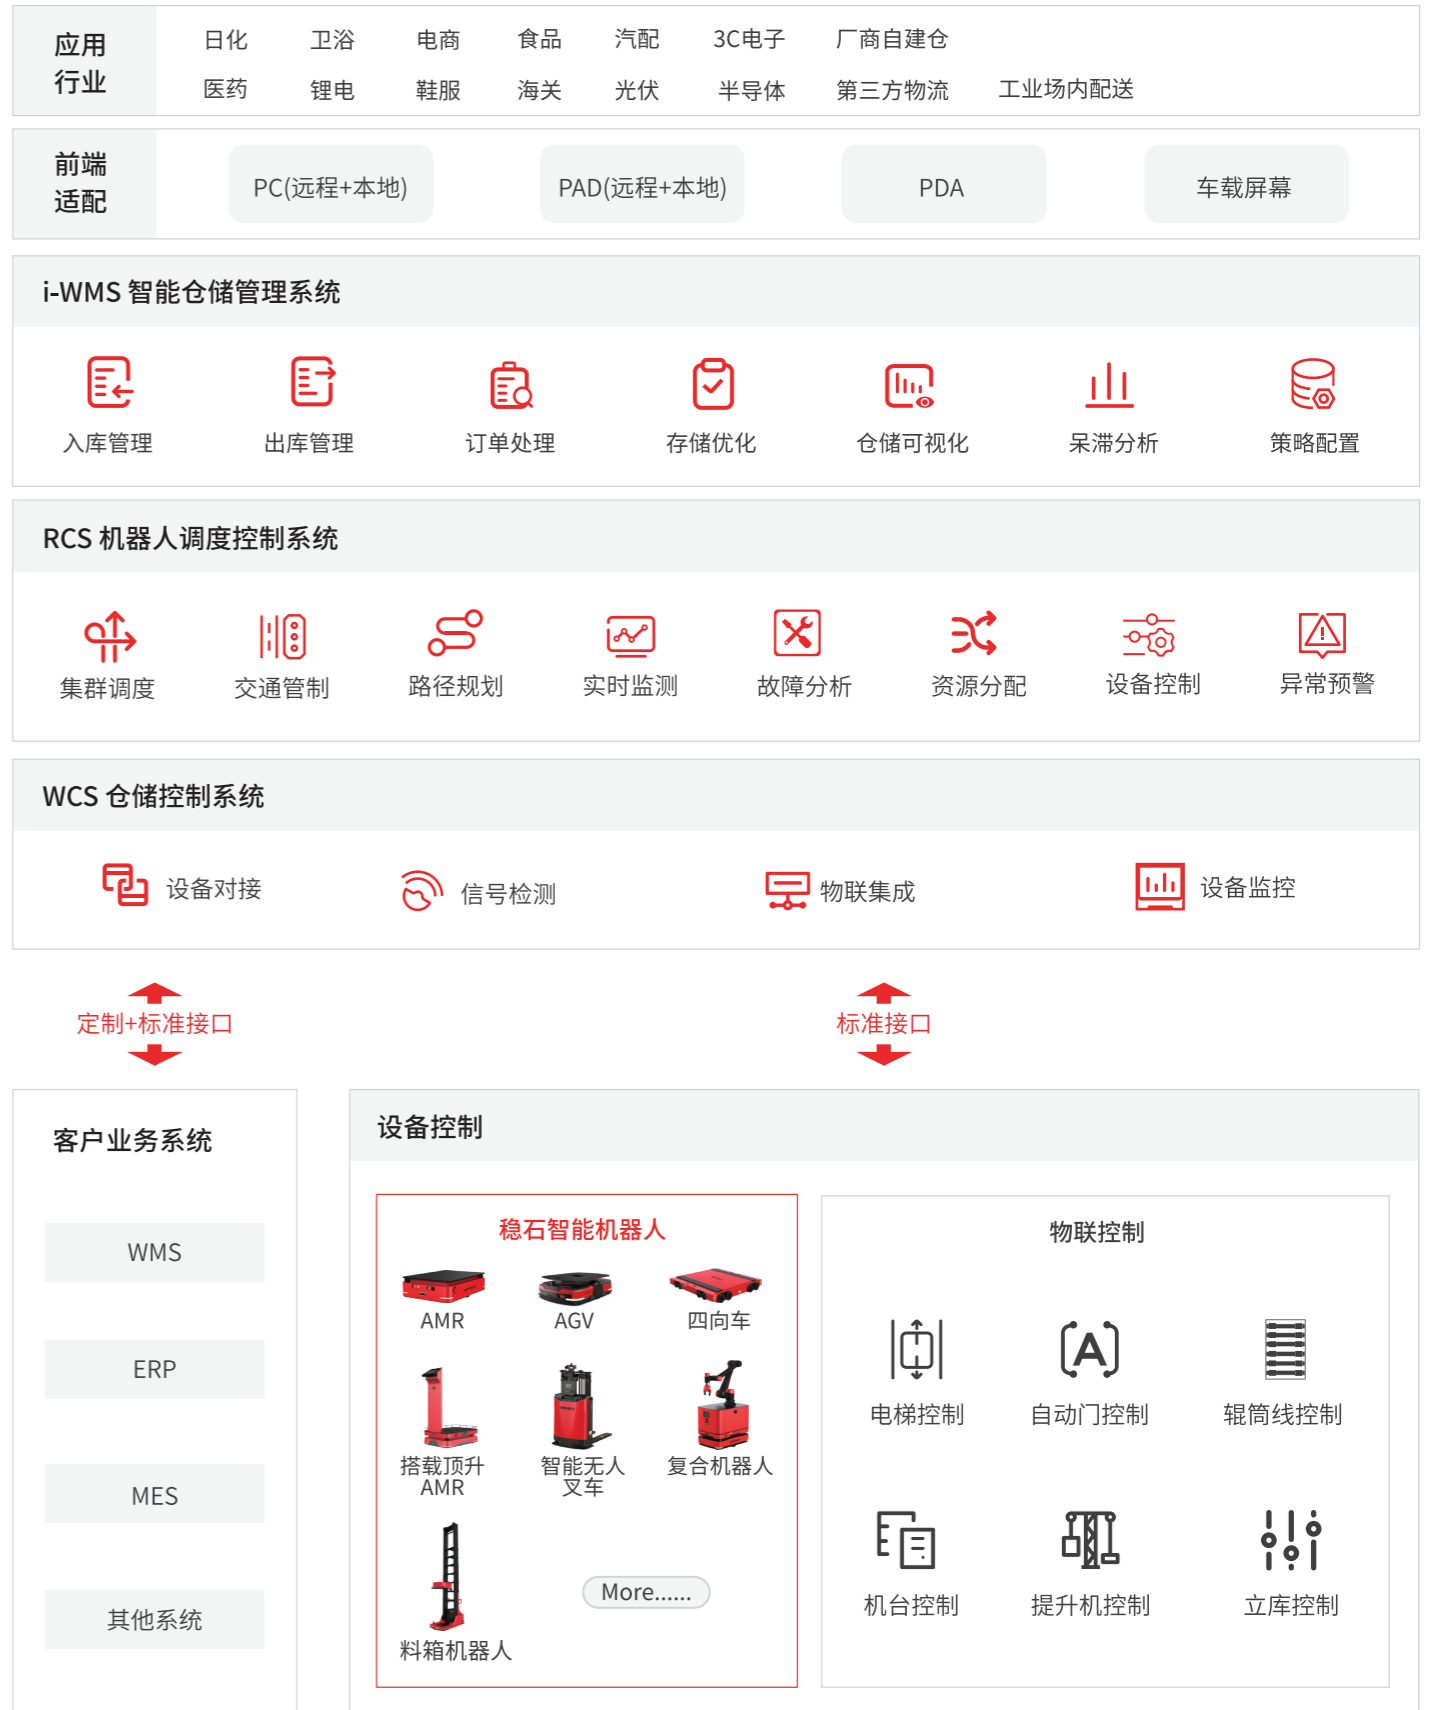 应用
行业
日化 卫浴 电商 食品 汽配 3C电子 厂商自建仓
医药 锂电 鞋服 海关 光伏 半导体 第三方物流 工业场内配送
前端
适配
PC(远程+本地) PAD(远程+本地) PDA 车载屏幕
i-WMS 智能仓储管理系统
入库管理 出库管理 订单处理 存储优化 仓储可视化 呆滞分析 策略配置
RCS 机器人调度控制系统
集群调度 交通管制 路径规划 实时监测 故障分析 资源分配 设备控制 异常预警
WCS 仓储控制系统
设备对接 信号检测 物联集成 设备监控
定制+标准接口 标准接口
客户业务系统
WMS
ERP
MES
其他系统
设备控制
稳石智能机器人
AMR AGV 四向车
搭载顶升
AMR
智能无人
叉车
复合机器人
料箱机器人
More......
物联控制
A
电梯控制 自动门控制 辊筒线控制
机台控制 提升机控制 立库控制